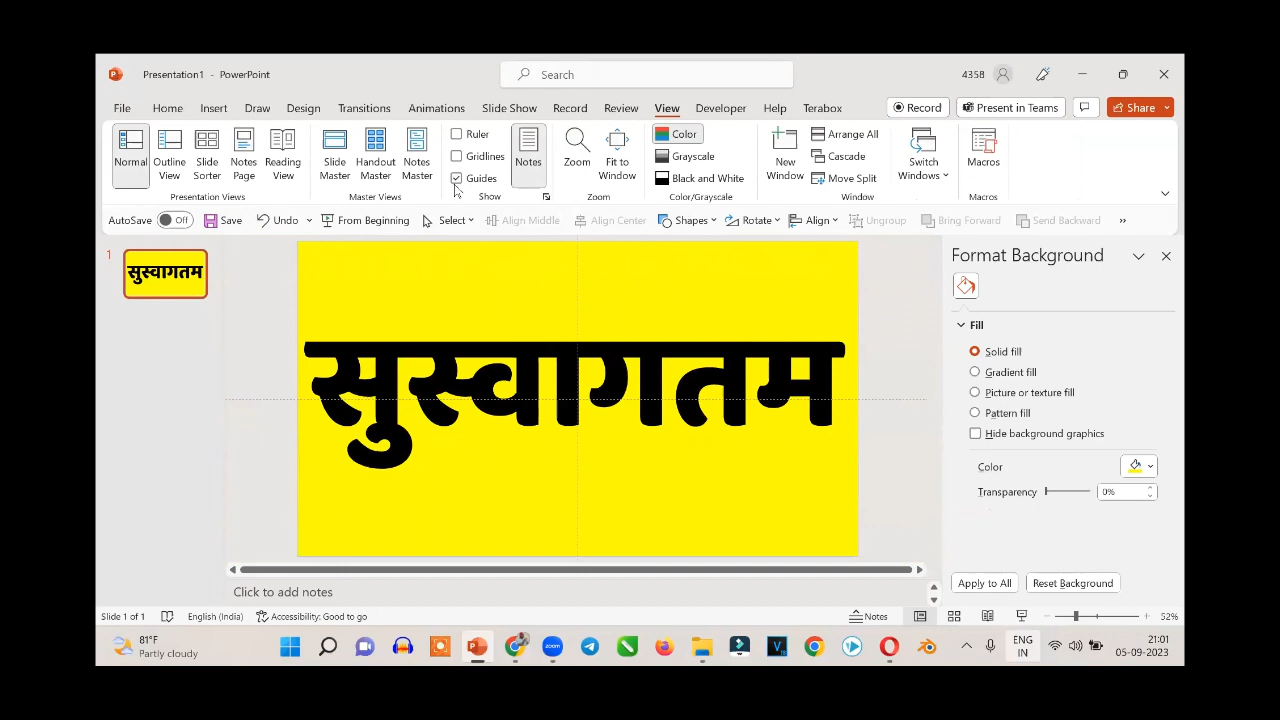 Presentation1 - PowerPoint
Search
4358
File Home Insert Draw Design Transitions Animations Slide Show Record Review View Developer Help Terabox
Record Present in Teams Share
Normal
Outline View
Slide Sorter
Notes Page
Reading View
Presentation Views
Slide Master
Handout Master
Notes Master
Master Views
Ruler
Gridlines
Guides
Show
Notes
Zoom
Fit to Window
Zoom
Color
Grayscale
Black and White
Color/Grayscale
New Window
Arrange All
Cascade
Move Split
Window
Switch Windows
Macros
Macros
AutoSave Off Save Undo From Beginning Select Align Middle Align Center Shapes Rotate Align Ungroup Bring Forward Send Backward
1
सुस्वागतम
सुस्वागतम
Format Background
Fill
Solid fill
Gradient fill
Picture or texture fill
Pattern fill
Hide background graphics
Color
Transparency 0%
Apply to All Reset Background
Click to add notes
Slide 1 of 1 English (India) Accessibility: Good to go Notes 52%
81°F
Partly cloudy
zoom
ENG
IN
21:01
05-09-2023